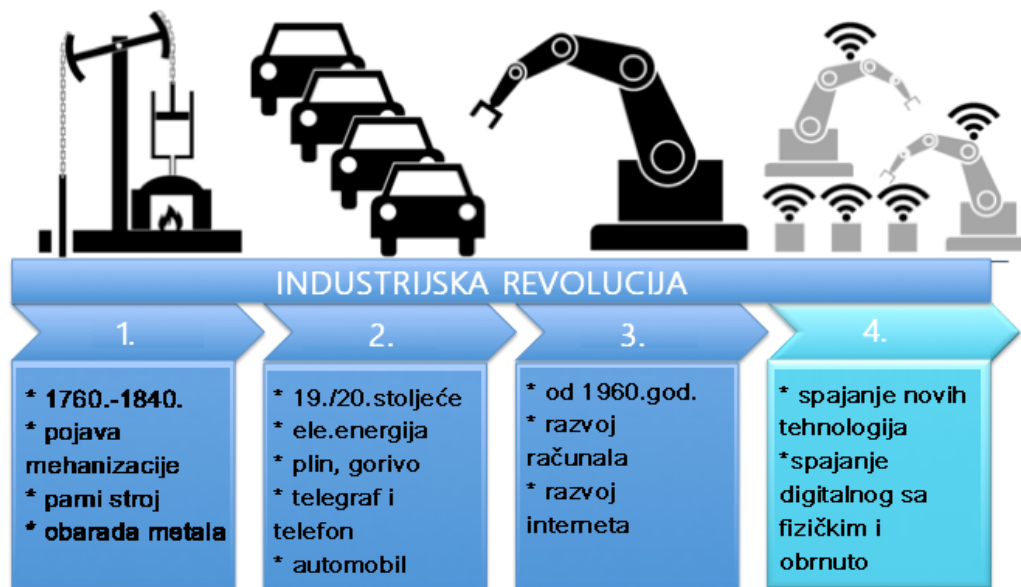 INDUSTRIJSKA REVOLUCIJA
1.
* 1760.-1840.
* pojava
mehanizacije
* parni stroj
* obarada metala
2.
* 19./20.stoljeće
* ele.energija
* plin, gorivo
* telegraf i
telefon
* automobil
3.
* od 1960.god.
* razvoj
računala
* razvoj
interneta
4.
* spajanje novih
tehnologija
*spajanje
digitalnog sa
fizičkim i
obrnuto